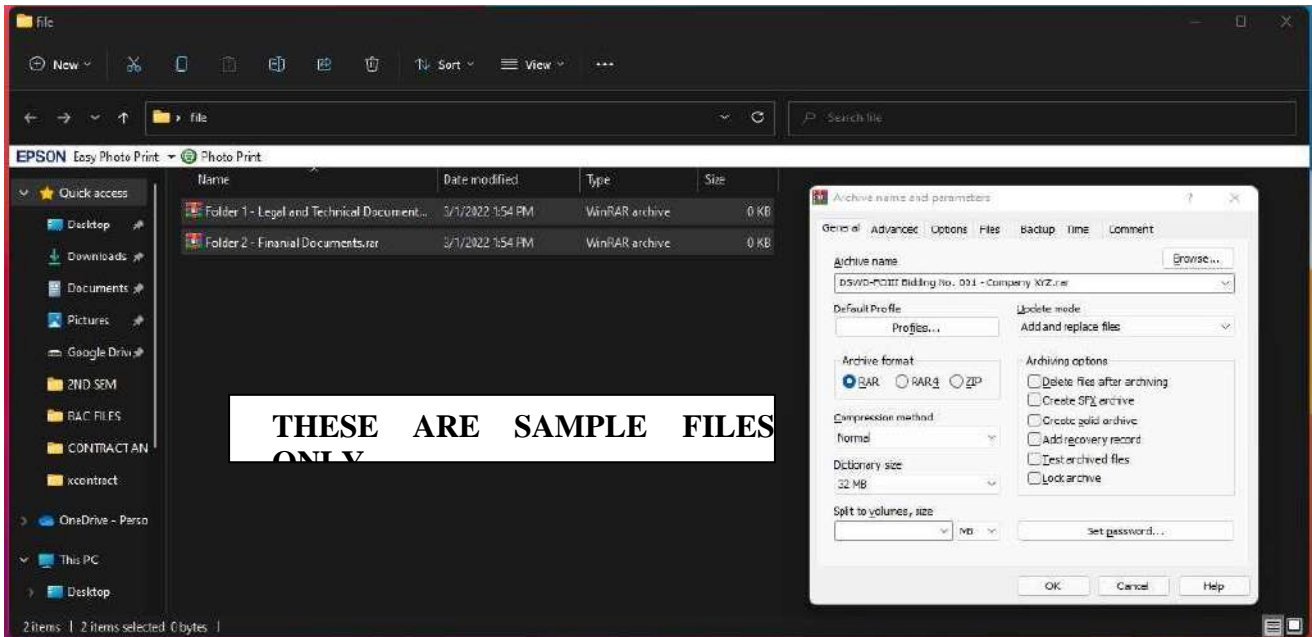 file
New
Sort
View
file
Search file
EPSON Easy Photo Print
Photo Print
Name
Date modified
Type
Size
Quick access
Desktop
Downloads
Documents
Pictures
Google Driv
2ND SEM
BAC FILES
CONTRACT AN
xcontract
OneDrive - Perso
This PC
Desktop
Folder 1 - Legal and Technical Document... 3/1/2022 1:54 PM WinRAR archive 0 KB
Folder 2 - Finanial Documents.rar 3/1/2022 1:54 PM WinRAR archive 0 KB
THESE ARE SAMPLE FILES
ONLY
Archive name and parameters
General Advanced Options Files Backup Time Comment
Archive name
Browse...
Bidding No. 001 - Company XYZ.rar
Default Profile
Profiles...
Update mode
Add and replace files
Archive format
RAR RAR4 ZIP
Compression method
Normal
Dictionary size
32 MB
Split to volumes, size
MB
Archiving options
Delete files after archiving
Create SFX archive
Create solid archive
Add recovery record
Test archived files
Lock archive
Set password...
OK Cancel Help
2 items 2 items selected 0 bytes